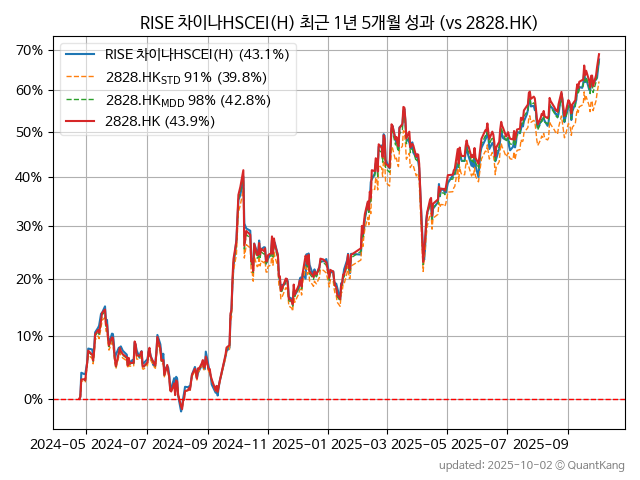 RISE 차이나HSCEI(H) 최근 1년 5개월 성과 (vs 2828.HK)
RISE 차이나HSCEI(H) (43.1%)
2828.HK_STD 91% (39.8%)
2828.HK_MDD 98% (42.8%)
2828.HK (43.9%)
70%
60%
50%
40%
30%
20%
10%
0%
2024-05 2024-07 2024-09 2024-11 2025-01 2025-03 2025-05 2025-07 2025-09
updated: 2025-10-02 © QuantKang